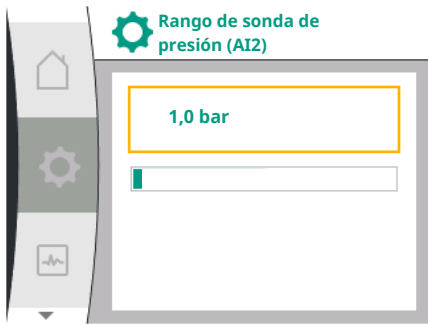 Rango de sonda de
presión (AI2)
1,0 bar